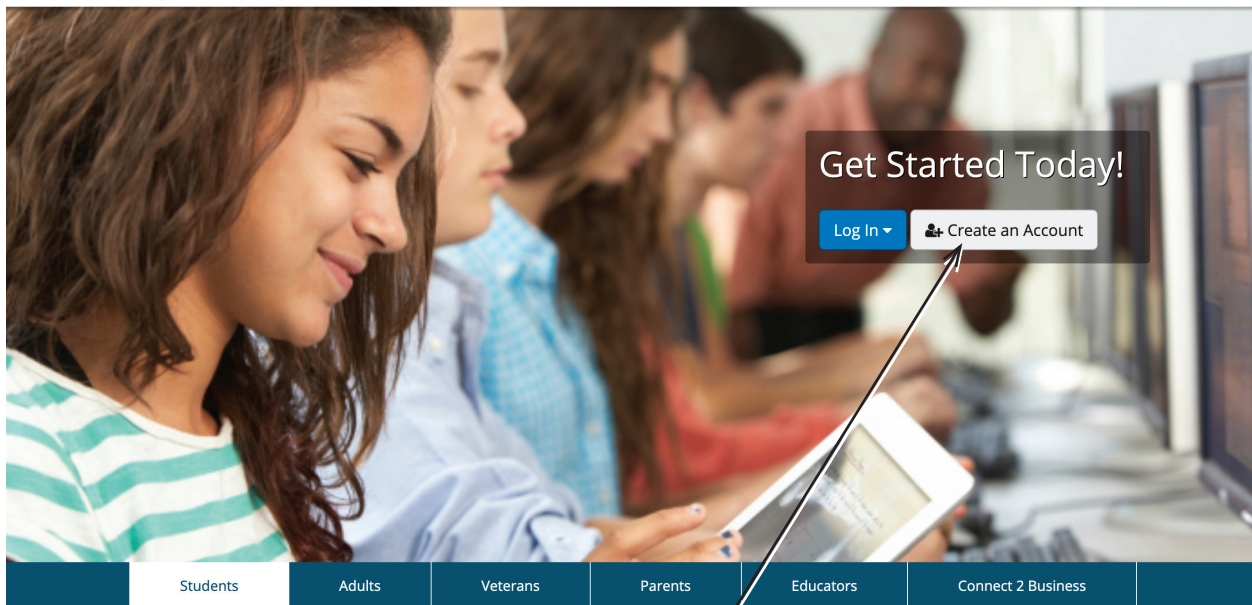 Get Started Today!
Log In Create an Account
Students Adults Veterans Parents Educators Connect 2 Business